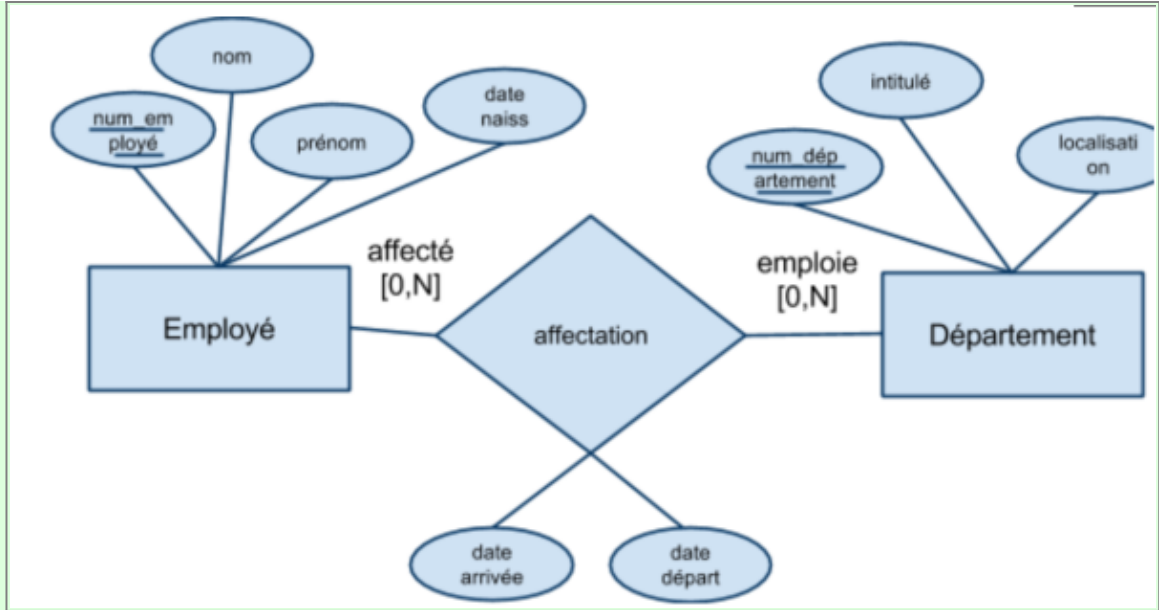 nom
num_em
ployé
prénom
date
naiss
intitulé
num_dép
artement
localisati
on
affecté
[0,N]
emploie
[0,N]
Employé
affectation
Département
date
arrivée
date
départ